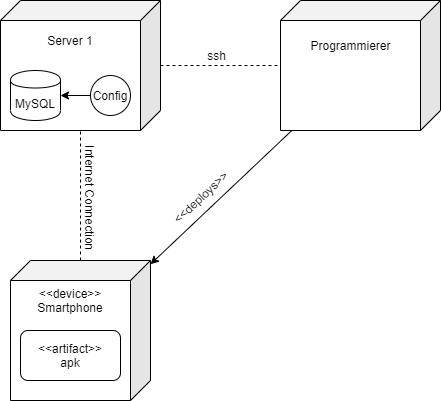 Server 1
ssh
Programmierer
MySQL
Config
Internet Connection
<<deploys>>
<<device>>
Smartphone
<<artifact>>
apk